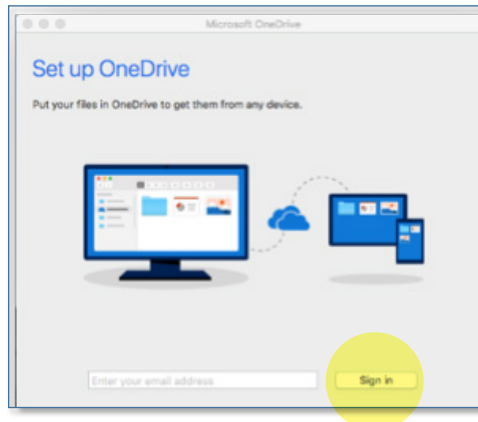 Microsoft OneDrive
Set up OneDrive
Put your files in OneDrive to get them from any device.
Enter your email address
Sign in